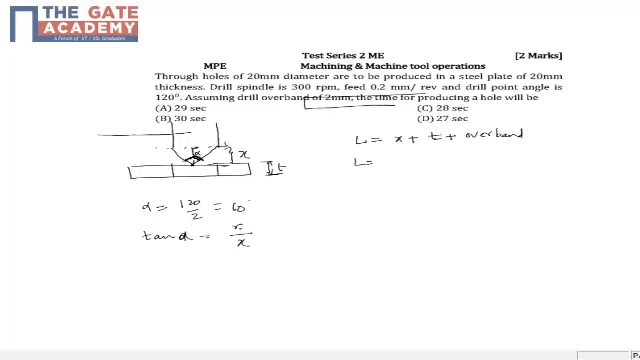 THE GATE
ACADEMY
A Forum of IIT / IISc Graduates
Test Series 2 ME [2 Marks]
MPE Machining & Machine tool operations
Through holes of 20mm diameter are to be produced in a steel plate of 20mm
thickness. Drill spindle is 300 rpm, feed 0.2 mm/ rev and drill point angle is
120°. Assuming drill overband of 2mm, the time for producing a hole will be
(A) 29 sec (C) 28 sec
(B) 30 sec (D) 27 sec
L = x + t + overband
α x
t
L =
α = 120/2 = 60°
tan α = r/x
P